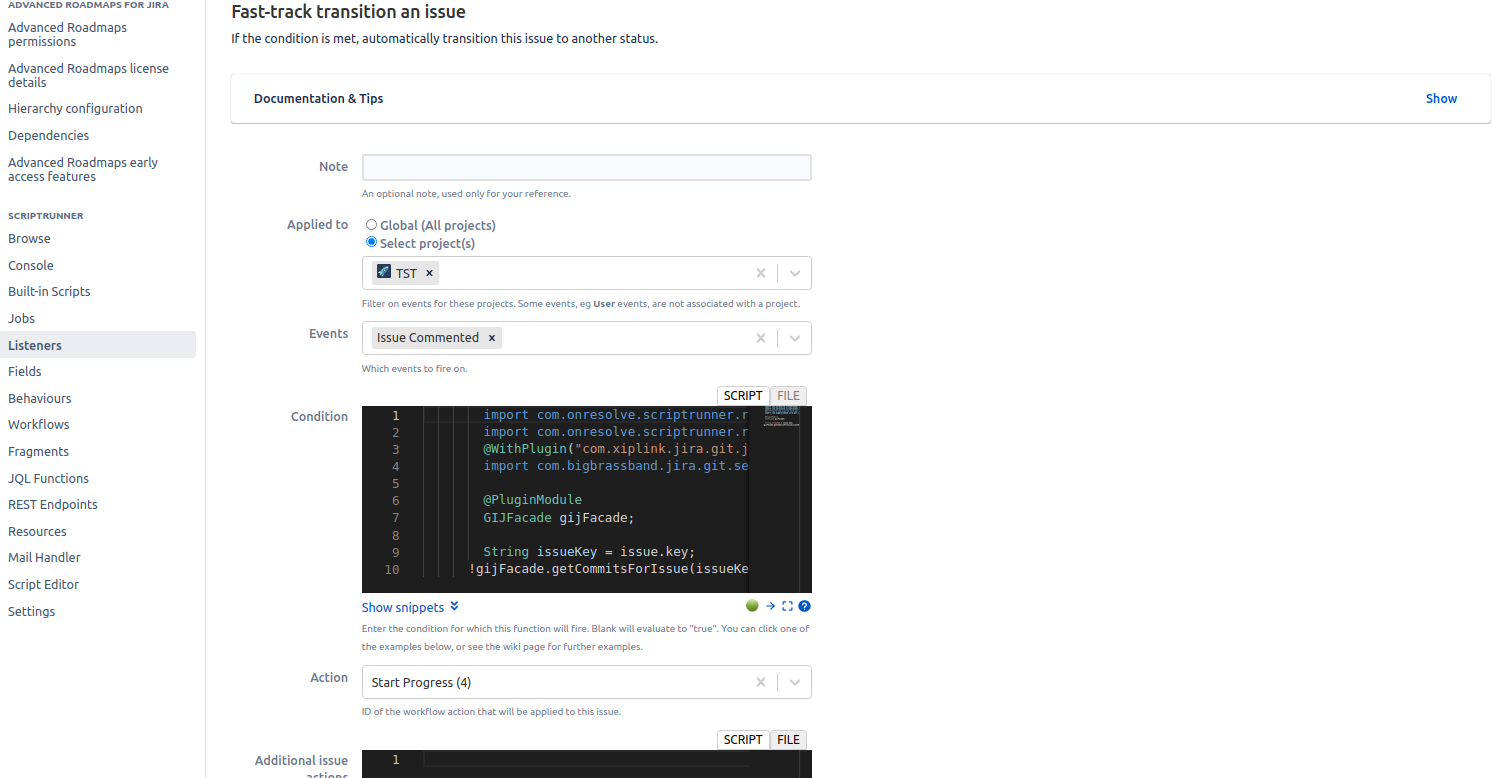 ADVANCED ROADMAPS FOR JIRA
Advanced Roadmaps
permissions
Advanced Roadmaps license
details
Hierarchy configuration
Dependencies
Advanced Roadmaps early
access features
SCRIPTRUNNER
Browse
Console
Built-in Scripts
Jobs
Listeners
Fields
Behaviours
Workflows
Fragments
JQL Functions
REST Endpoints
Resources
Mail Handler
Script Editor
Settings
Fast-track transition an issue
If the condition is met, automatically transition this issue to another status.
Documentation & Tips Show
Note
An optional note, used only for your reference.
Applied to Global (All projects)
Select project(s)
TST ×
Filter on events for these projects. Some events, eg User events, are not associated with a project.
Events Issue Commented ×
Which events to fire on.
SCRIPT FILE
Condition
1 import com.onresolve.scriptrunner.r
2 import com.onresolve.scriptrunner.r
3 @WithPlugin("com.xiplink.jira.git.j
4 import com.bigbrassband.jira.git.se
5
6 @PluginModule
7 GIJFacade gijFacade;
8
9 String issueKey = issue.key;
10 !gijFacade.getCommitsForIssue(issueKe
Show snippets
Enter the condition for which this function will fire. Blank will evaluate to "true". You can click one of
the examples below, or see the wiki page for further examples.
Action Start Progress (4)
ID of the workflow action that will be applied to this issue.
SCRIPT FILE
Additional issue
actions
1